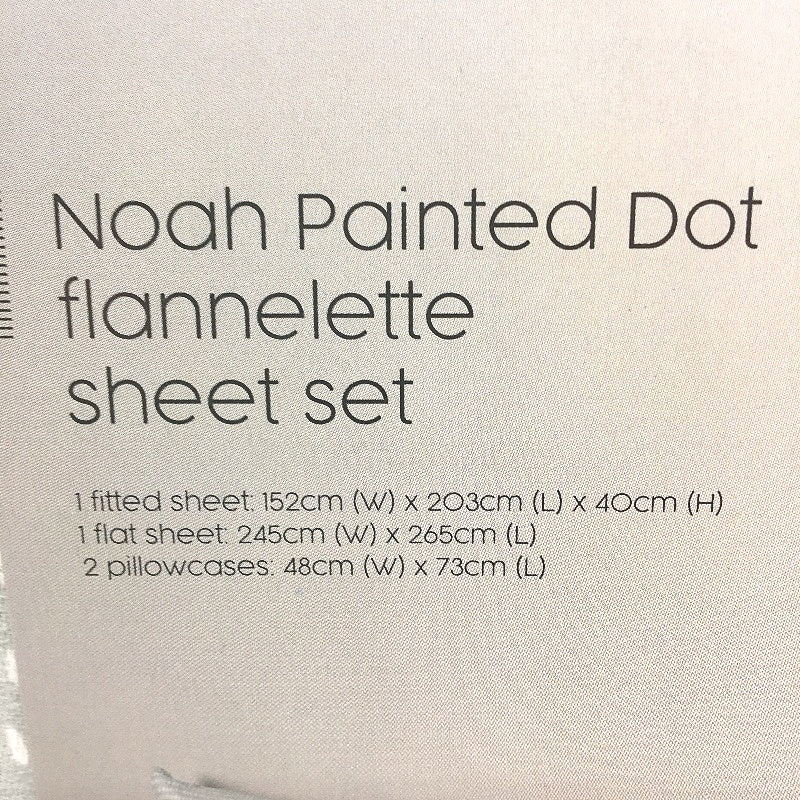 Noah Painted Dot
flannelette
sheet set
1 fitted sheet: 152cm (W) x 203cm (L) x 40cm (H)
1 flat sheet: 245cm (W) x 265cm (L)
2 pillowcases: 48cm (W) x 73cm (L)